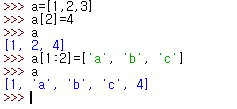 >>> a=[1,2,3]
>>> a[2]=4
>>> a
[1, 2, 4]
>>> a[1:2]=['a', 'b', 'c']
>>> a
[1, 'a', 'b', 'c', 4]
>>>